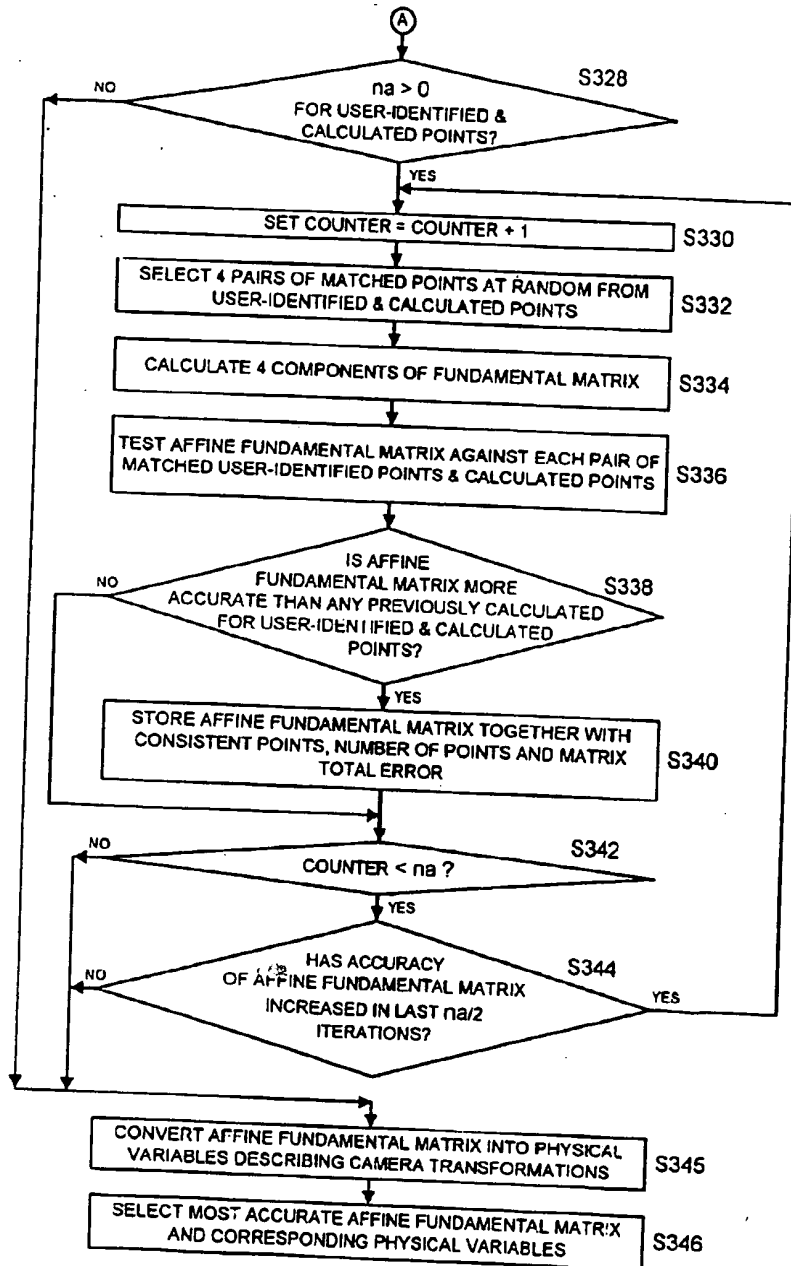 A
na > 0
FOR USER-IDENTIFIED &
CALCULATED POINTS?
S328
NO
YES
SET COUNTER = COUNTER + 1
S330
SELECT 4 PAIRS OF MATCHED POINTS AT RANDOM FROM
USER-IDENTIFIED & CALCULATED POINTS
S332
CALCULATE 4 COMPONENTS OF FUNDAMENTAL MATRIX
S334
TEST AFFINE FUNDAMENTAL MATRIX AGAINST EACH PAIR OF
MATCHED USER-IDENTIFIED POINTS & CALCULATED POINTS
S336
IS AFFINE
FUNDAMENTAL MATRIX MORE
ACCURATE THAN ANY PREVIOUSLY CALCULATED
FOR USER-IDENTIFIED & CALCULATED
POINTS?
S338
NO
YES
STORE AFFINE FUNDAMENTAL MATRIX TOGETHER WITH
CONSISTENT POINTS, NUMBER OF POINTS AND MATRIX
TOTAL ERROR
S340
NO
COUNTER < na ?
S342
YES
HAS ACCURACY
OF AFFINE FUNDAMENTAL MATRIX
INCREASED IN LAST na/2
ITERATIONS?
S344
NO
YES
CONVERT AFFINE FUNDAMENTAL MATRIX INTO PHYSICAL
VARIABLES DESCRIBING CAMERA TRANSFORMATIONS
S345
SELECT MOST ACCURATE AFFINE FUNDAMENTAL MATRIX
AND CORRESPONDING PHYSICAL VARIABLES
S346